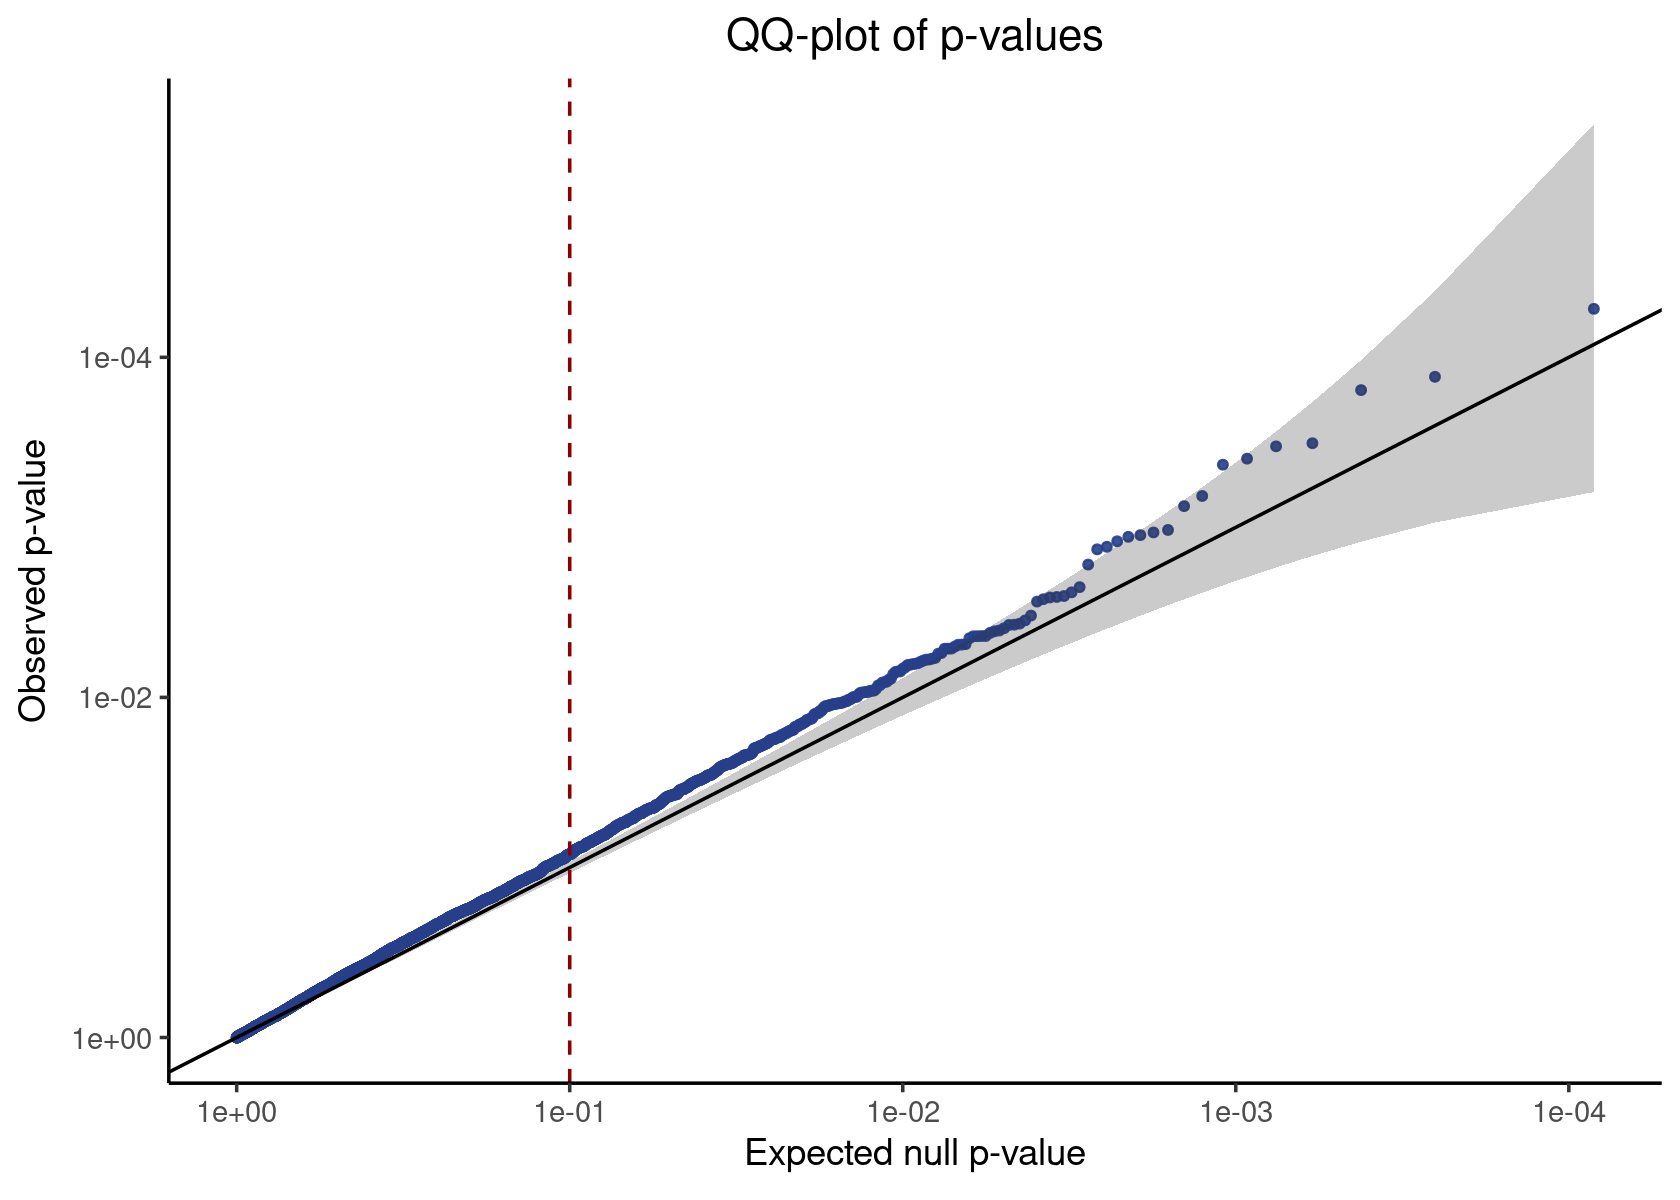 QQ-plot of p-values
Observed p-value
1e-04
1e-02
1e+00
1e+00 1e-01 1e-02 1e-03 1e-04
Expected null p-value